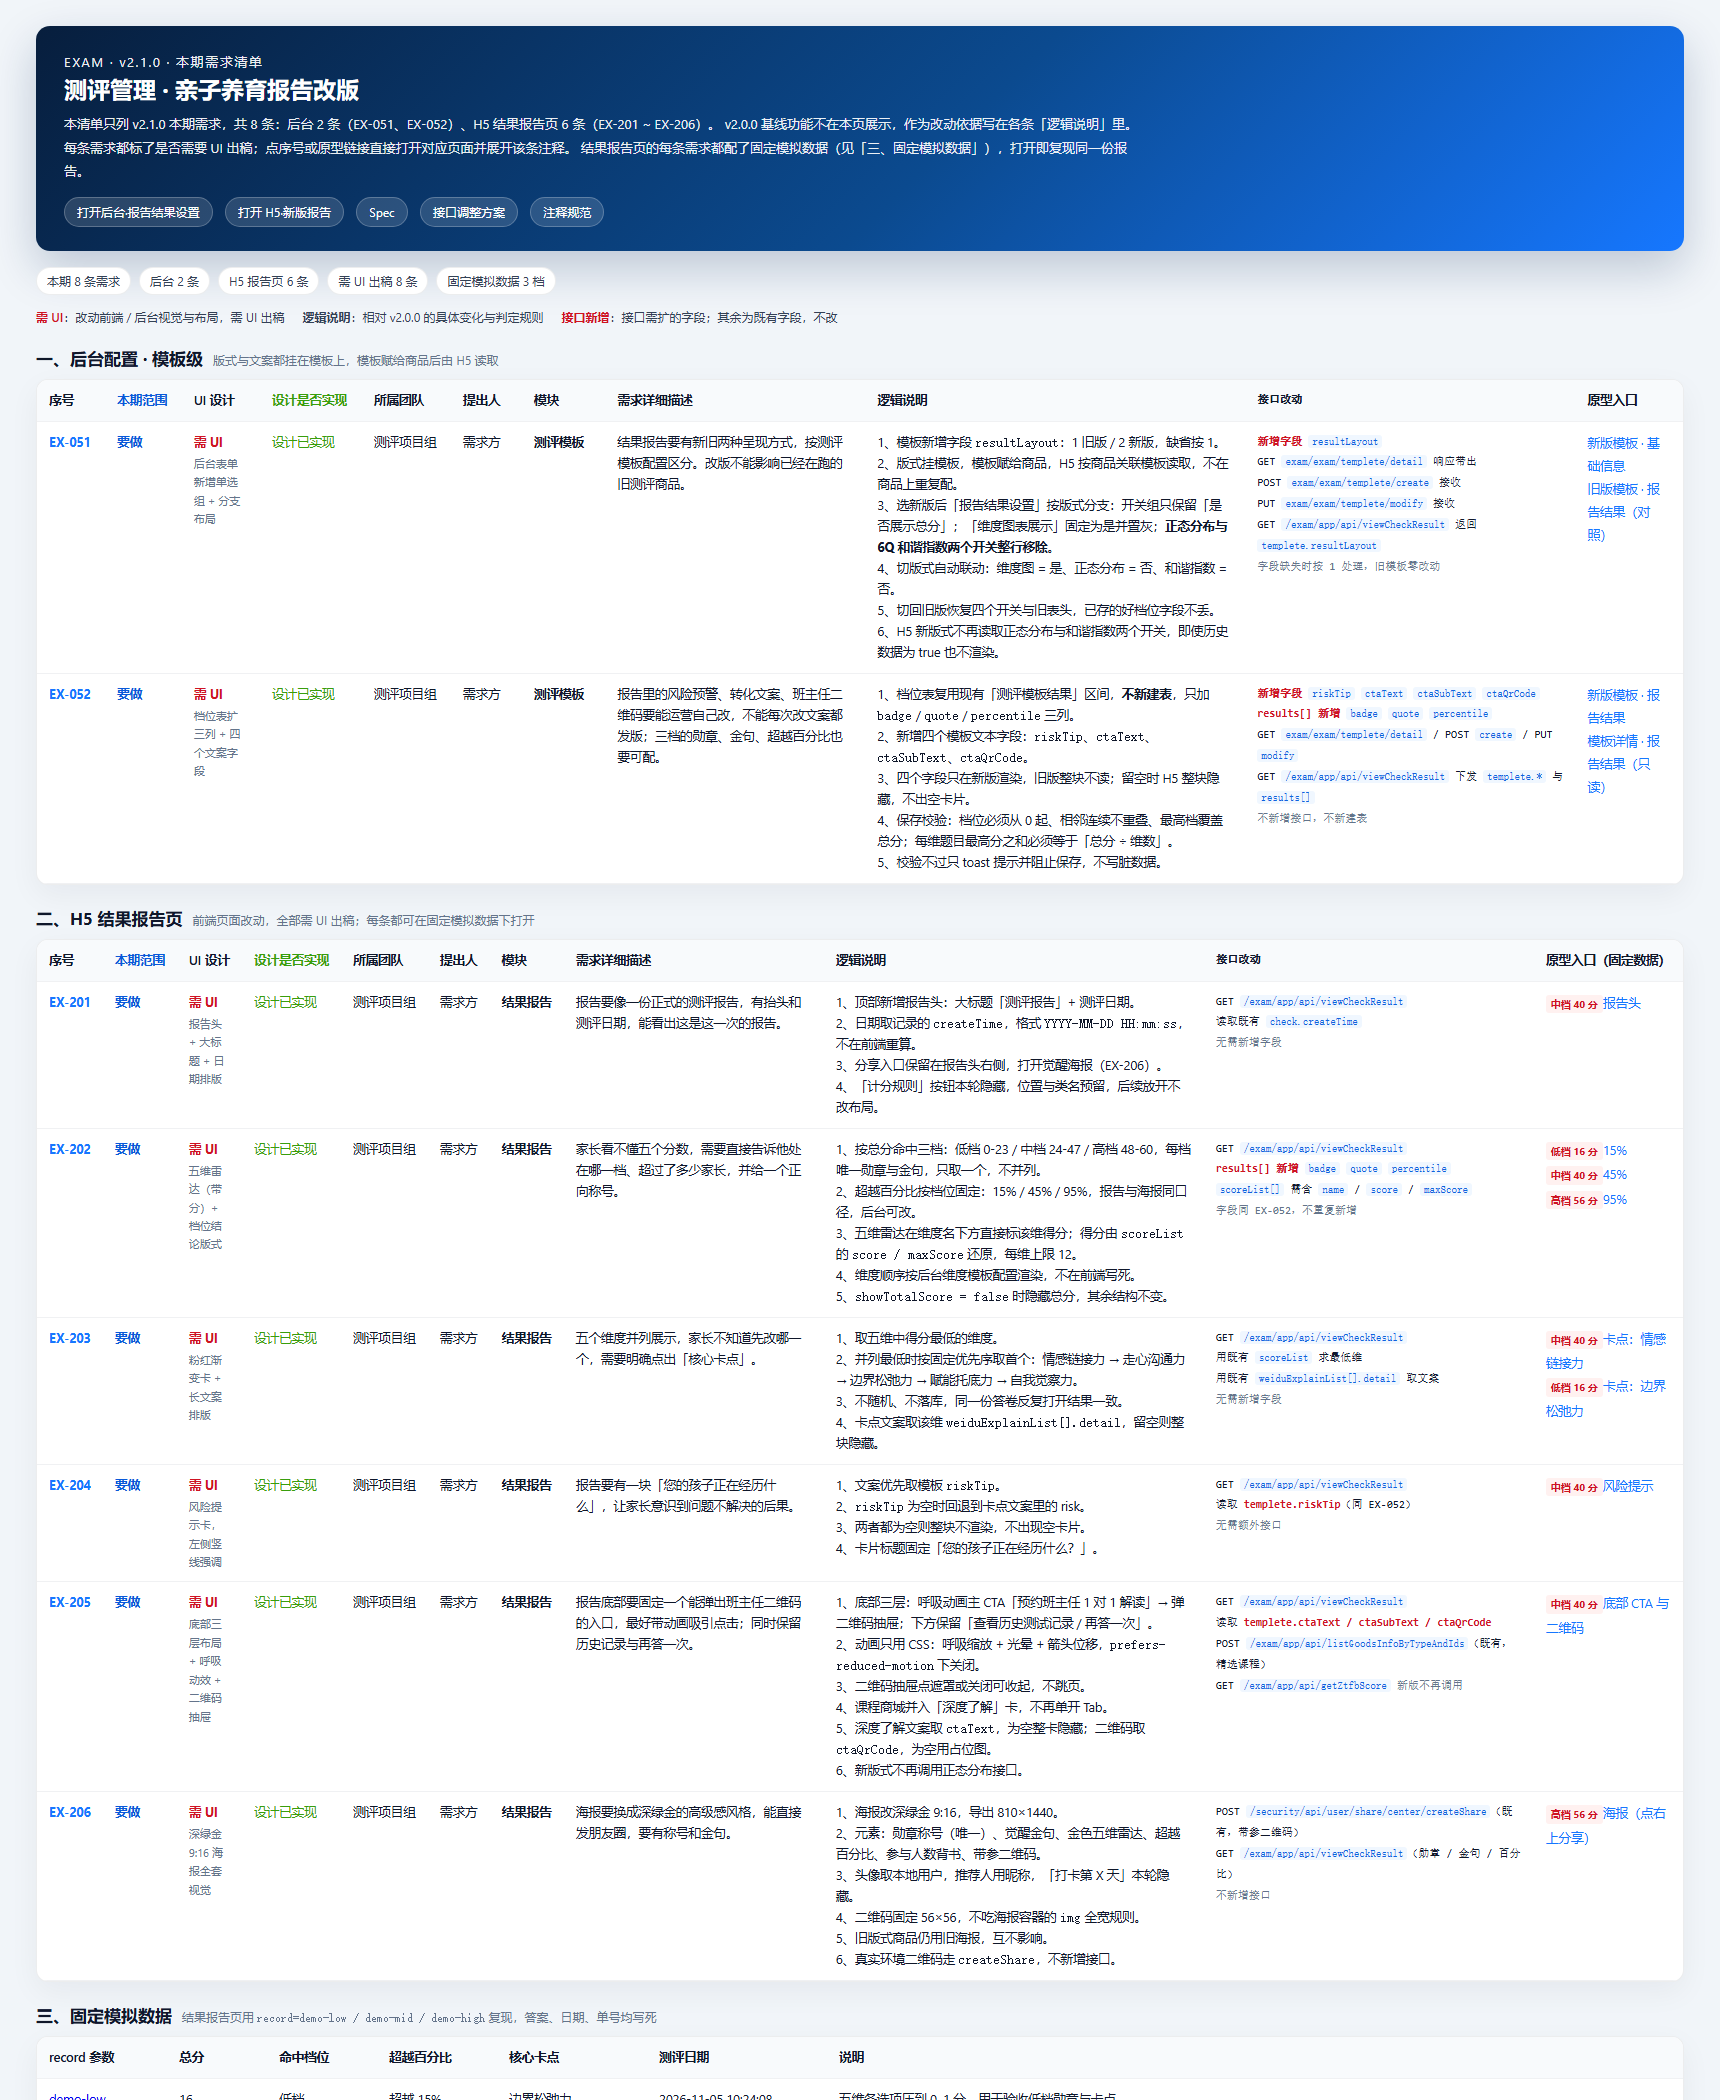 EXAM · v2.1.0 · 本期需求清单
测评管理 · 亲子养育报告改版
本清单只列 v2.1.0 本期需求，共 8 条：后台 2 条（EX-051、EX-052）、H5 结果报告页 6 条（EX-201 ~ EX-206）。 v2.0.0 基线功能不在本页展示，作为改动依据写在各条「逻辑说明」里。
每条需求都标了是否需要 UI 出稿；点序号或原型链接直接打开对应页面并展开该条注释。 结果报告页的每条需求都配了固定模拟数据（见「三、固定模拟数据」），打开即复现同一份报
告。
打开后台·报告结果设置 打开 H5·新版报告 Spec 接口调整方案 注释规范
本期 8 条需求 后台 2 条 H5 报告页 6 条 需 UI 出稿 8 条 固定模拟数据 3 档
需 UI：改动前端 / 后台视觉与布局，需 UI 出稿 逻辑说明：相对 v2.0.0 的具体变化与判定规则 接口新增：接口需扩的字段；其余为既有字段，不改
一、后台配置 · 模板级 版式与文案都挂在模板上，模板赋给商品后由 H5 读取
序号 本期范围 UI 设计 设计是否实现 所属团队 提出人 模块 需求详细描述 逻辑说明 接口改动 原型入口
EX-051 要做 需 UI
后台表单
新增单选
组 + 分支
布局
设计已实现 测评项目组 需求方 测评模板
结果报告要有新旧两种呈现方式，按测评
模板配置区分。改版不能影响已经在跑的
旧测评商品。
1、模板新增字段 resultLayout：1 旧版 / 2 新版，缺省按 1。
2、版式挂模板，模板赋给商品，H5 按商品关联模板读取，不在
商品上重复配。
3、选新版后「报告结果设置」按版式分支：开关组只保留「是
否展示总分」；「维度图表展示」固定为是并置灰；正态分布与
6Q 和谐指数两个开关整行移除。
4、切版式自动联动：维度图 = 是、正态分布 = 否、和谐指数 =
否。
5、切回旧版恢复四个开关与旧表头，已存的好档位字段不丢。
6、H5 新版式不再读取正态分布与和谐指数两个开关，即使历史
数据为 true 也不渲染。
新增字段 resultLayout
GET exam/exam/templete/detail 响应带出
POST exam/exam/templete/create 接收
PUT exam/exam/templete/modify 接收
GET /exam/app/api/viewCheckResult 返回
templete.resultLayout
字段缺失时按 1 处理，旧模板零改动
新版模板 · 基
础信息
旧版模板 · 报
告结果（对
照）
EX-052 要做 需 UI
档位表扩
三列 + 四
个文案字
段
设计已实现 测评项目组 需求方 测评模板
报告里的风险预警、转化文案、班主任二
维码要能运营自己改，不能每次改文案都
发版；三档的勋章、金句、超越百分比也
要可配。
1、档位表复用现有「测评模板结果」区间，不新建表，只加
badge / quote / percentile 三列。
2、新增四个模板文本字段：riskTip、ctaText、
ctaSubText、ctaQrCode。
3、四个字段只在新版渲染，旧版整块不读；留空时 H5 整块隐
藏，不出空卡片。
4、保存校验：档位必须从 0 起、相邻连续不重叠、最高档覆盖
总分；每维题目最高分之和必须等于「总分 ÷ 维数」。
5、校验不过只 toast 提示并阻止保存，不写脏数据。
新增字段 riskTip ctaText ctaSubText ctaQrCode
results[] 新增 badge quote percentile
GET exam/exam/templete/detail / POST create / PUT
modify
GET /exam/app/api/viewCheckResult 下发 templete.* 与
results[]
不新增接口，不新建表
新版模板 · 报
告结果
模板详情 · 报
告结果（只
读）
二、H5 结果报告页 前端页面改动，全部需 UI 出稿；每条都可在固定模拟数据下打开
序号 本期范围 UI 设计 设计是否实现 所属团队 提出人 模块 需求详细描述 逻辑说明 接口改动 原型入口（固定数据）
EX-201 要做 需 UI
报告头
+ 大标
题 + 日
期排版
设计已实现 测评项目组 需求方 结果报告
报告要像一份正式的测评报告，有抬头和
测评日期，能看出这是这一次的报告。
1、顶部新增报告头：大标题「测评报告」+ 测评日期。
2、日期取记录的 createTime，格式 YYYY-MM-DD HH:mm:ss，
不在前端重算。
3、分享入口保留在报告头右侧，打开觉醒海报（EX-206）。
4、「计分规则」按钮本轮隐藏，位置与类名预留，后续放开不
改布局。
GET /exam/app/api/viewCheckResult
读取既有 check.createTime
无需新增字段
中档 40 分 报告头
EX-202 要做 需 UI
五维雷
达（带
分）+
档位结
论版式
设计已实现 测评项目组 需求方 结果报告
家长看不懂五个分数，需要直接告诉他处
在哪一档、超过了多少家长，并给一个正
向称号。
1、按总分命中三档：低档 0-23 / 中档 24-47 / 高档 48-60，每档
唯一勋章与金句，只取一个，不并列。
2、超越百分比按档位固定：15% / 45% / 95%，报告与海报同口
径，后台可改。
3、五维雷达在维度名下方直接标该维得分；得分由 scoreList
的 score / maxScore 还原，每维上限 12。
4、维度顺序按后台维度模板配置渲染，不在前端写死。
5、showTotalScore = false 时隐藏总分，其余结构不变。
GET /exam/app/api/viewCheckResult
results[] 新增 badge quote percentile
scoreList[] 需含 name / score / maxScore
字段同 EX-052，不重复新增
低档 16 分 15%
中档 40 分 45%
高档 56 分 95%
EX-203 要做 需 UI
粉红渐
变卡 +
长文案
排版
设计已实现 测评项目组 需求方 结果报告
五个维度并列展示，家长不知道先改哪一
个，需要明确点出「核心卡点」。
1、取五维中得分最低的维度。
2、并列最低时按固定优先序取首个：情感链接力 → 走心沟通力
→ 边界松弛力 → 赋能托底力 → 自我觉察力。
3、不随机、不落库，同一份答卷反复打开结果一致。
4、卡点文案取该维 weiduExplainList[].detail，留空则整
块隐藏。
GET /exam/app/api/viewCheckResult
用既有 scoreList 求最低维
用既有 weiduExplainList[].detail 取文案
无需新增字段
中档 40 分 卡点：情感
链接力
低档 16 分 卡点：边界
松弛力
EX-204 要做 需 UI
风险提
示卡，
左侧竖
线强调
设计已实现 测评项目组 需求方 结果报告
报告要有一块「您的孩子正在经历什
么」，让家长意识到问题不解决的后果。
1、文案优先取模板 riskTip。
2、riskTip 为空时回退到卡点文案里的 risk。
3、两者都为空则整块不渲染，不出现空卡片。
4、卡片标题固定「您的孩子正在经历什么？」。
GET /exam/app/api/viewCheckResult
读取 templete.riskTip（同 EX-052）
无需额外接口
中档 40 分 风险提示
EX-205 要做 需 UI
底部三
层布局
+ 呼吸
动效 +
二维码
抽屉
设计已实现 测评项目组 需求方 结果报告
报告底部要固定一个能弹出班主任二维码
的入口，最好带动画吸引点击；同时保留
历史记录与再答一次。
1、底部三层：呼吸动画主 CTA「预约班主任 1 对 1 解读」→ 弹
二维码抽屉；下方保留「查看历史测试记录 / 再答一次」。
2、动画只用 CSS：呼吸缩放 + 光晕 + 箭头位移，prefers-
reduced-motion 下关闭。
3、二维码抽屉点遮罩或关闭可收起，不跳页。
4、课程商城并入「深度了解」卡，不再单开 Tab。
5、深度了解文案取 ctaText，为空整卡隐藏；二维码取
ctaQrCode，为空用占位图。
6、新版式不再调用正态分布接口。
GET /exam/app/api/viewCheckResult
读取 templete.ctaText / ctaSubText / ctaQrCode
POST /exam/app/api/listGoodsInfoByTypeAndIds （既有，
精选课程）
GET /exam/app/api/getZtfbScore 新版不再调用
中档 40 分 底部 CTA 与
二维码
EX-206 要做 需 UI
深绿金
9:16 海
报全套
视觉
设计已实现 测评项目组 需求方 结果报告
海报要换成深绿金的高级感风格，能直接
发朋友圈，要有称号和金句。
1、海报改深绿金 9:16，导出 810×1440。
2、元素：勋章称号（唯一）、觉醒金句、金色五维雷达、超越
百分比、参与人数背书、带参二维码。
3、头像取本地用户，推荐人用昵称，「打卡第 X 天」本轮隐
藏。
4、二维码固定 56×56，不吃海报容器的 img 全宽规则。
5、旧版式商品仍用旧海报，互不影响。
6、真实环境二维码走 createShare，不新增接口。
POST /security/api/user/share/center/createShare （既
有，带参二维码）
GET /exam/app/api/viewCheckResult （勋章 / 金句 / 百分
比）
不新增接口
高档 56 分 海报（点右
上分享）
三、固定模拟数据 结果报告页用 record=demo-low / demo-mid / demo-high 复现，答案、日期、单号均写死
record 参数 总分 命中档位 超越百分比 核心卡点 测评日期 说明
demo-low 16 低档 超越 15% 边界松弛力 2026-11-05 10:24:08 五维各选项压到 0-1 分，用于验收低档勋章与卡点